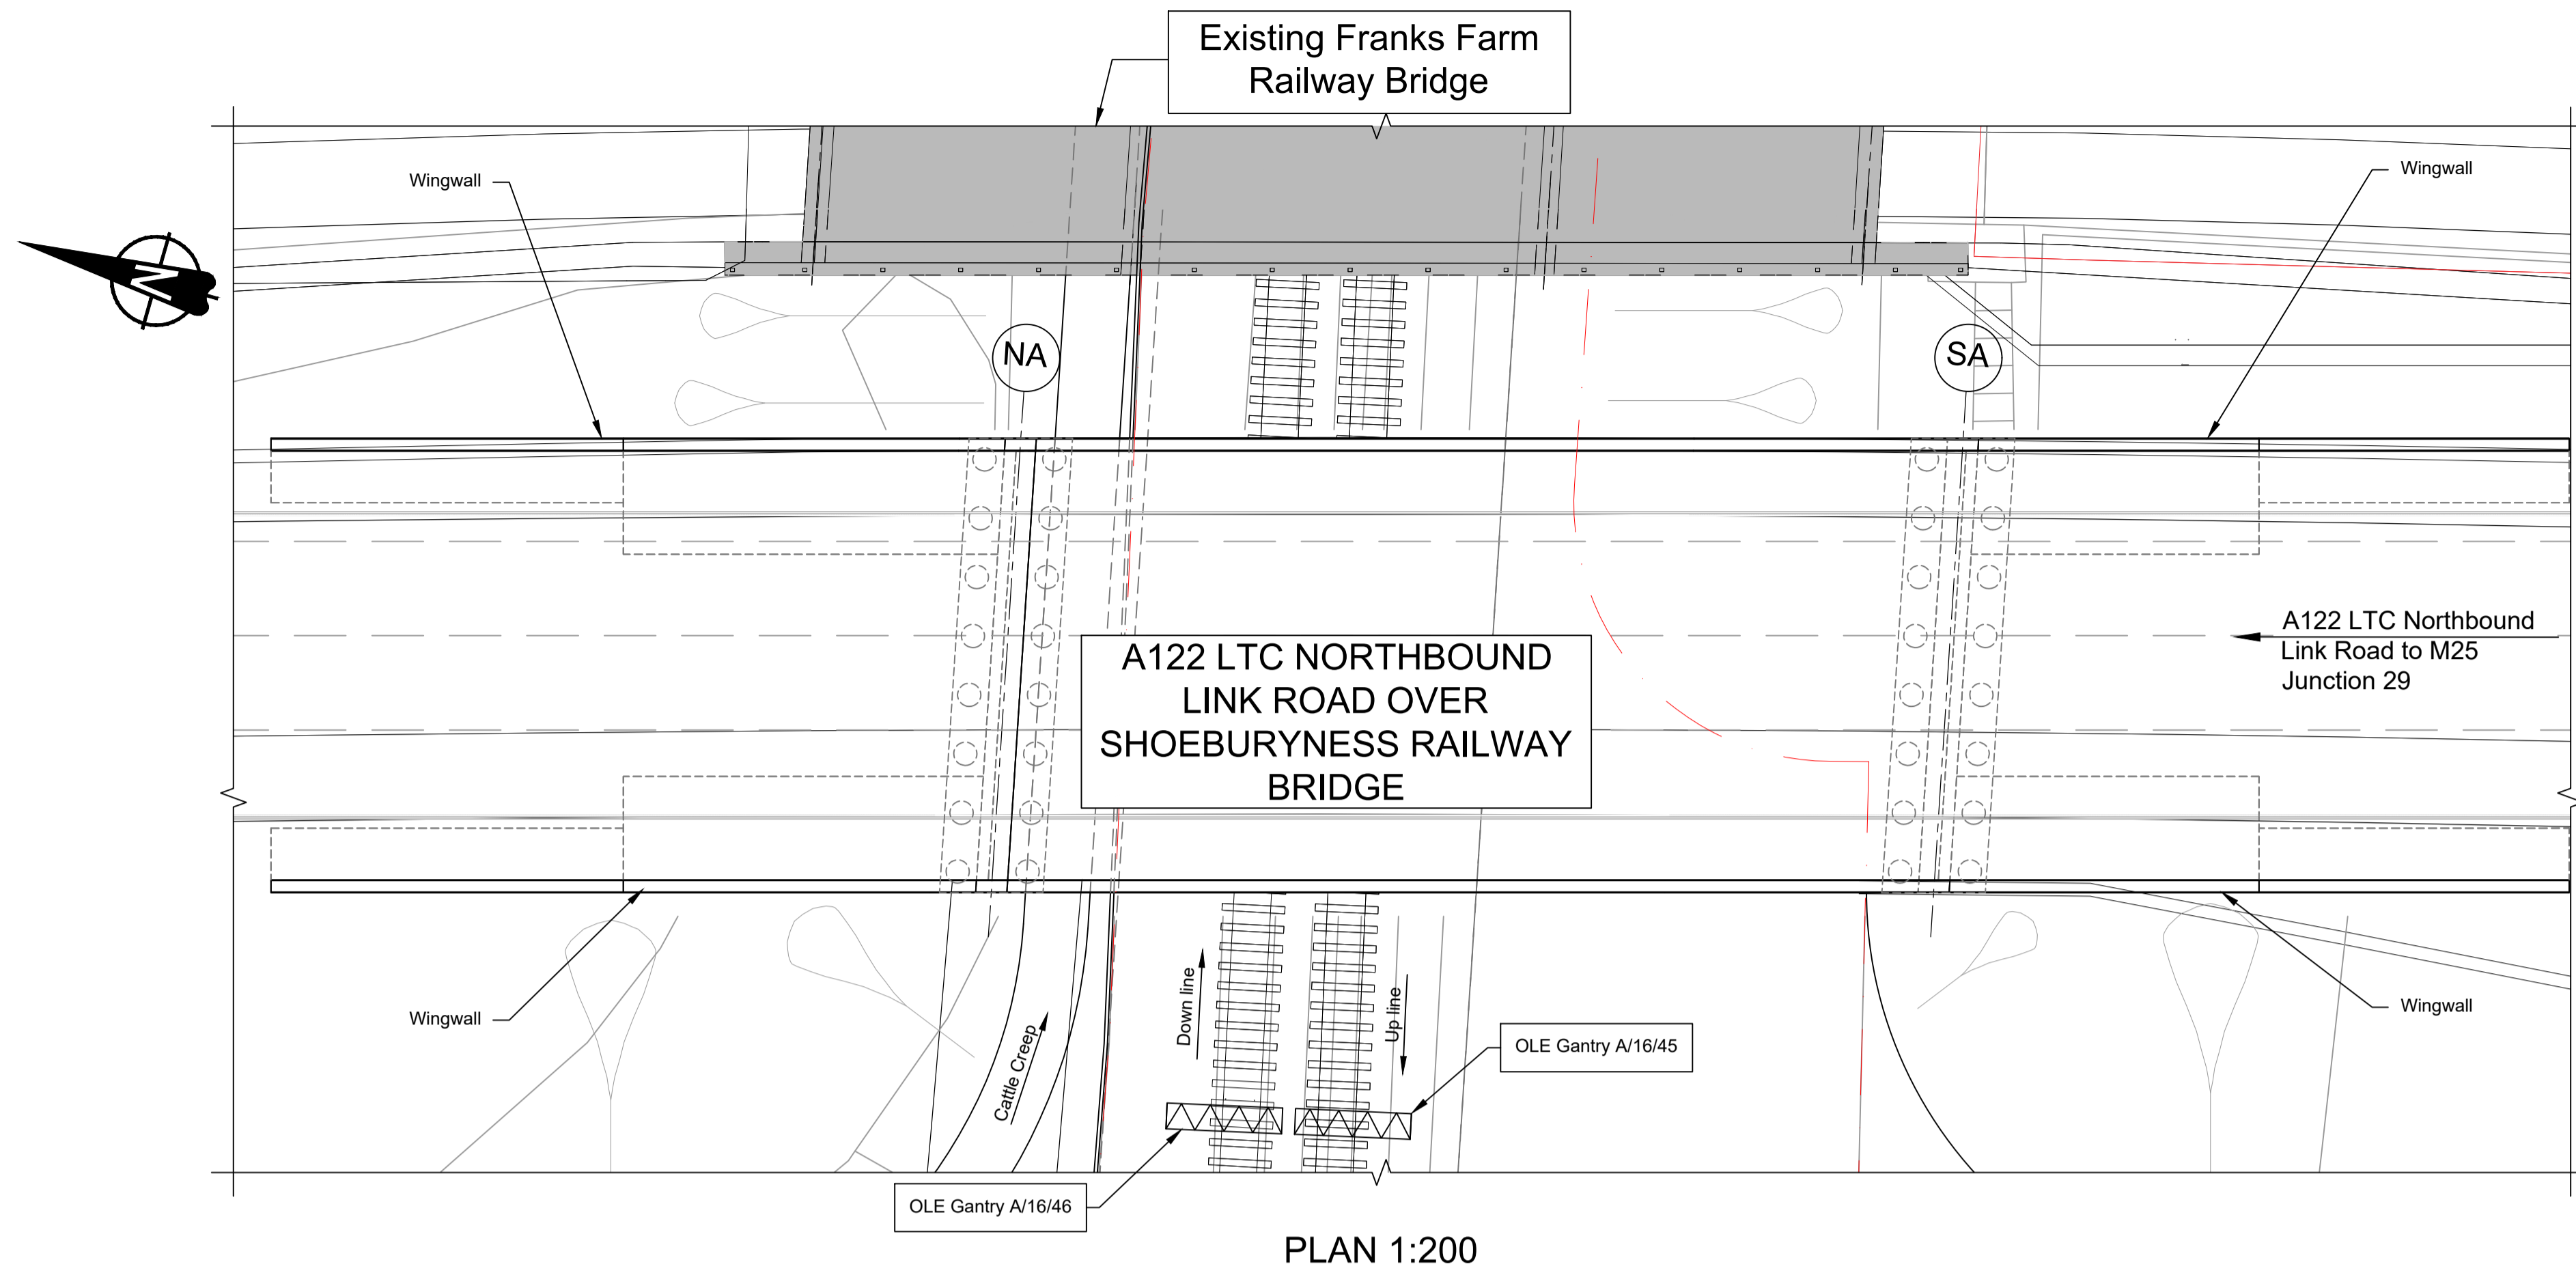 Existing Franks Farm
Railway Bridge
Wingwall
Wingwall
N
NA
SA
A122 LTC NORTHBOUND
LINK ROAD OVER
SHOEBURYNESS RAILWAY
BRIDGE
A122 LTC Northbound
Link Road to M25
Junction 29
Wingwall
Cattle Creep
Down line
Up line
OLE Gantry A/16/45
Wingwall
OLE Gantry A/16/46
PLAN 1:200